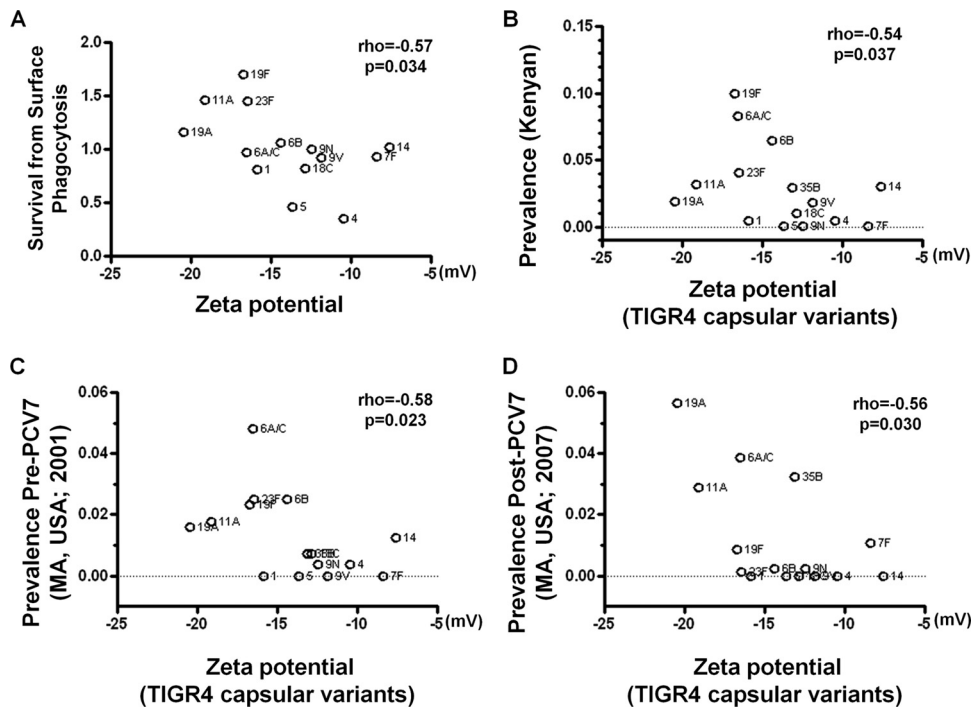 A
Survival from Surface
Phagocytosis
2.0
1.5
1.0
0.5
0.0
rho=-0.57
p=0.034
19F
11A
23F
19A
6A/C
6B
9N
9V
14
7F
1
18C
5
4
-25
-20
-15
-10
-5 (mV)
Zeta potential
B
Prevalence (Kenyan)
0.15
0.10
0.05
0.00
rho=-0.54
p=0.037
19F
6A/C
6B
23F
11A
35B
14
19A
9V
18C
1
4
5
9N
7F
-25
-20
-15
-10
-5 (mV)
Zeta potential
(TIGR4 capsular variants)
C
Prevalence Pre-PCV7
(MA, USA; 2001)
0.06
0.04
0.02
0.00
rho=-0.58
p=0.023
6A/C
23F
6B
19F
11A
19A
14
9N
4
1
5
9V
7F
-25
-20
-15
-10
-5 (mV)
Zeta potential
(TIGR4 capsular variants)
D
Prevalence Post-PCV7
(MA, USA; 2007)
0.06
0.04
0.02
0.00
rho=-0.56
p=0.030
19A
6A/C
35B
11A
19F
7F
6B
9N
23F
1
9V
4
14
-25
-20
-15
-10
-5 (mV)
Zeta potential
(TIGR4 capsular variants)